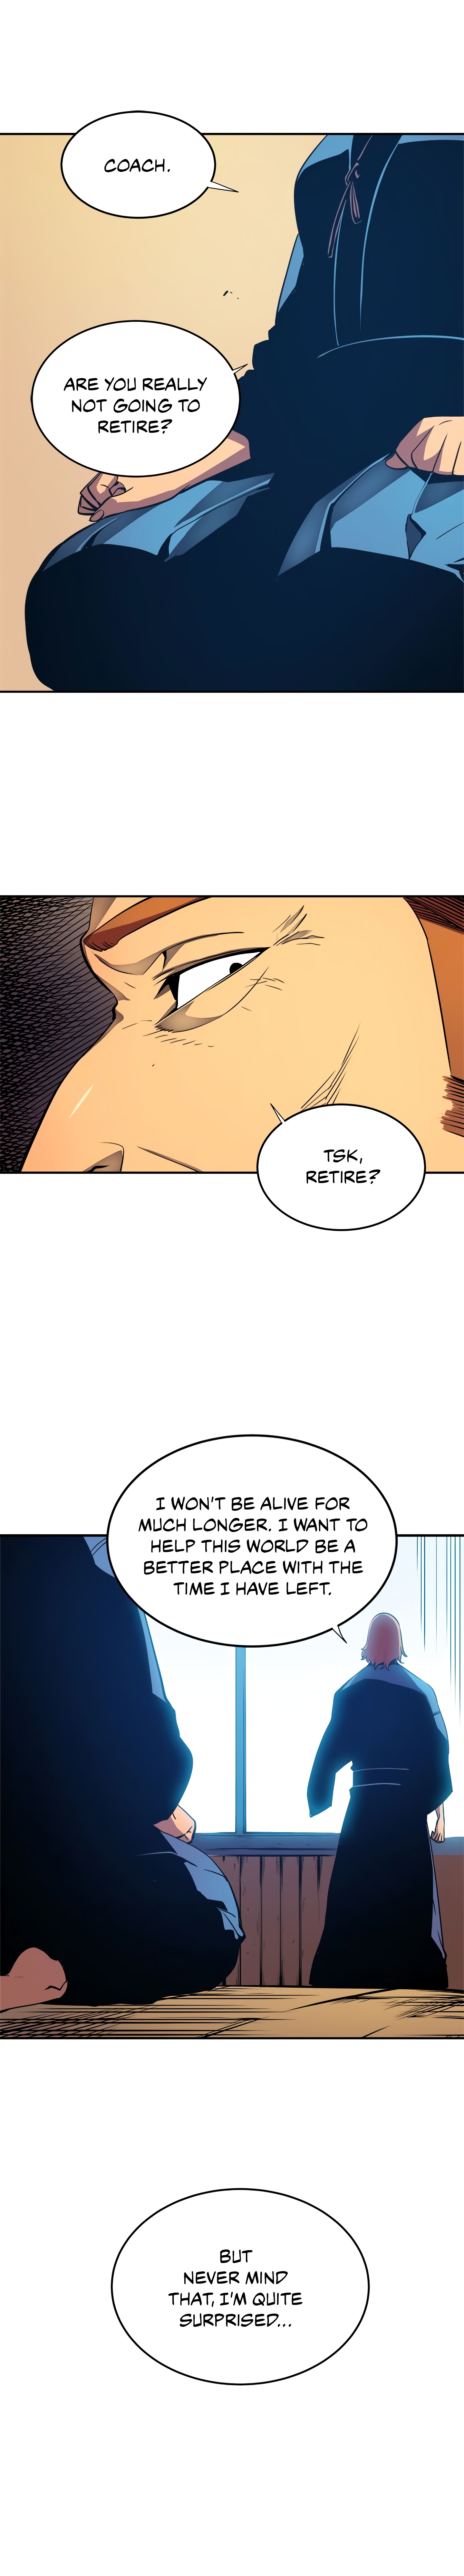 COACH.
ARE YOU REALLY
NOT GOING TO
RETIRE?
TSK,
RETIRE?
I WON'T BE ALIVE FOR
MUCH LONGER. I WANT TO
HELP THIS WORLD BE A
BETTER PLACE WITH THE
TIME I HAVE LEFT.
BUT
NEVER MIND
THAT, I'M QUITE
SURPRISED...